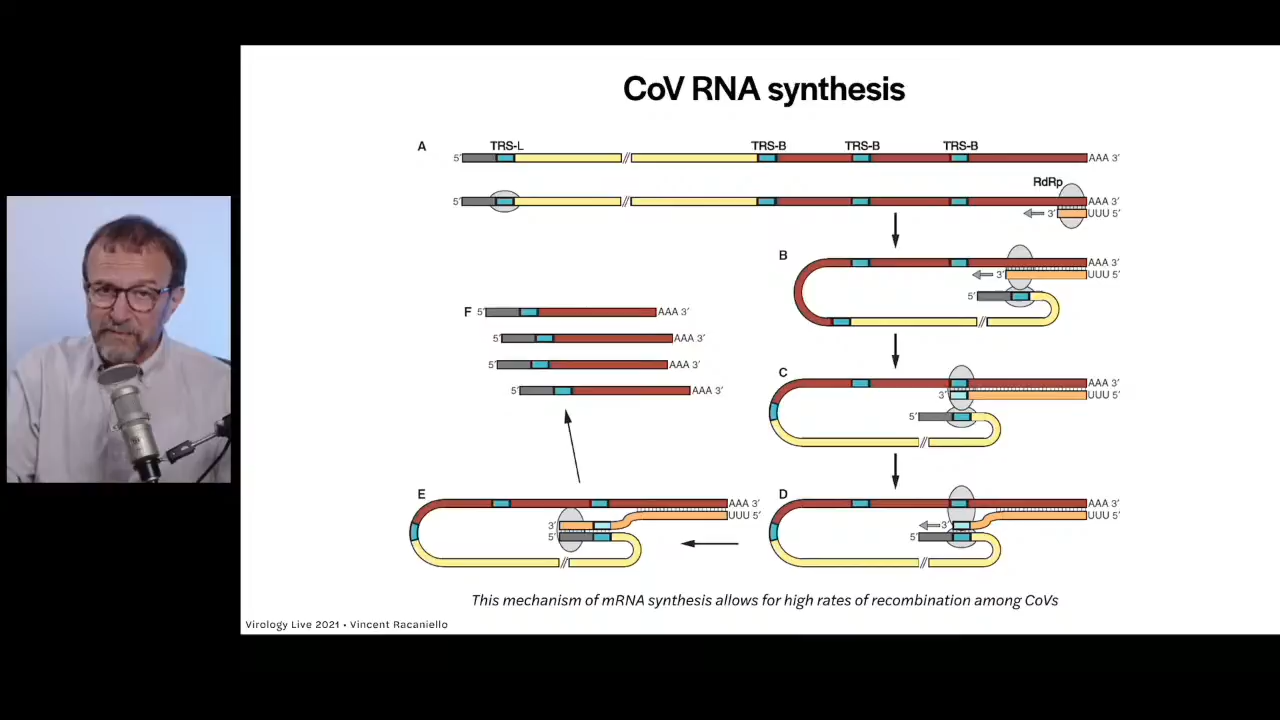 CoV RNA synthesis
A
TRS-L
TRS-B
TRS-B
TRS-B
5′
AAA 3′
RdRp
5′
AAA 3′
3′
UUU 5′
B
AAA 3′
3′
UUU 5′
5′
F
5′
AAA 3′
5′
AAA 3′
5′
AAA 3′
5′
AAA 3′
C
AAA 3′
3′
UUU 5′
5′
E
AAA 3′
UUU 5′
3′
5′
D
AAA 3′
UUU 5′
3′
5′
This mechanism of mRNA synthesis allows for high rates of recombination among CoVs
Virology Live 2021 • Vincent Racaniello